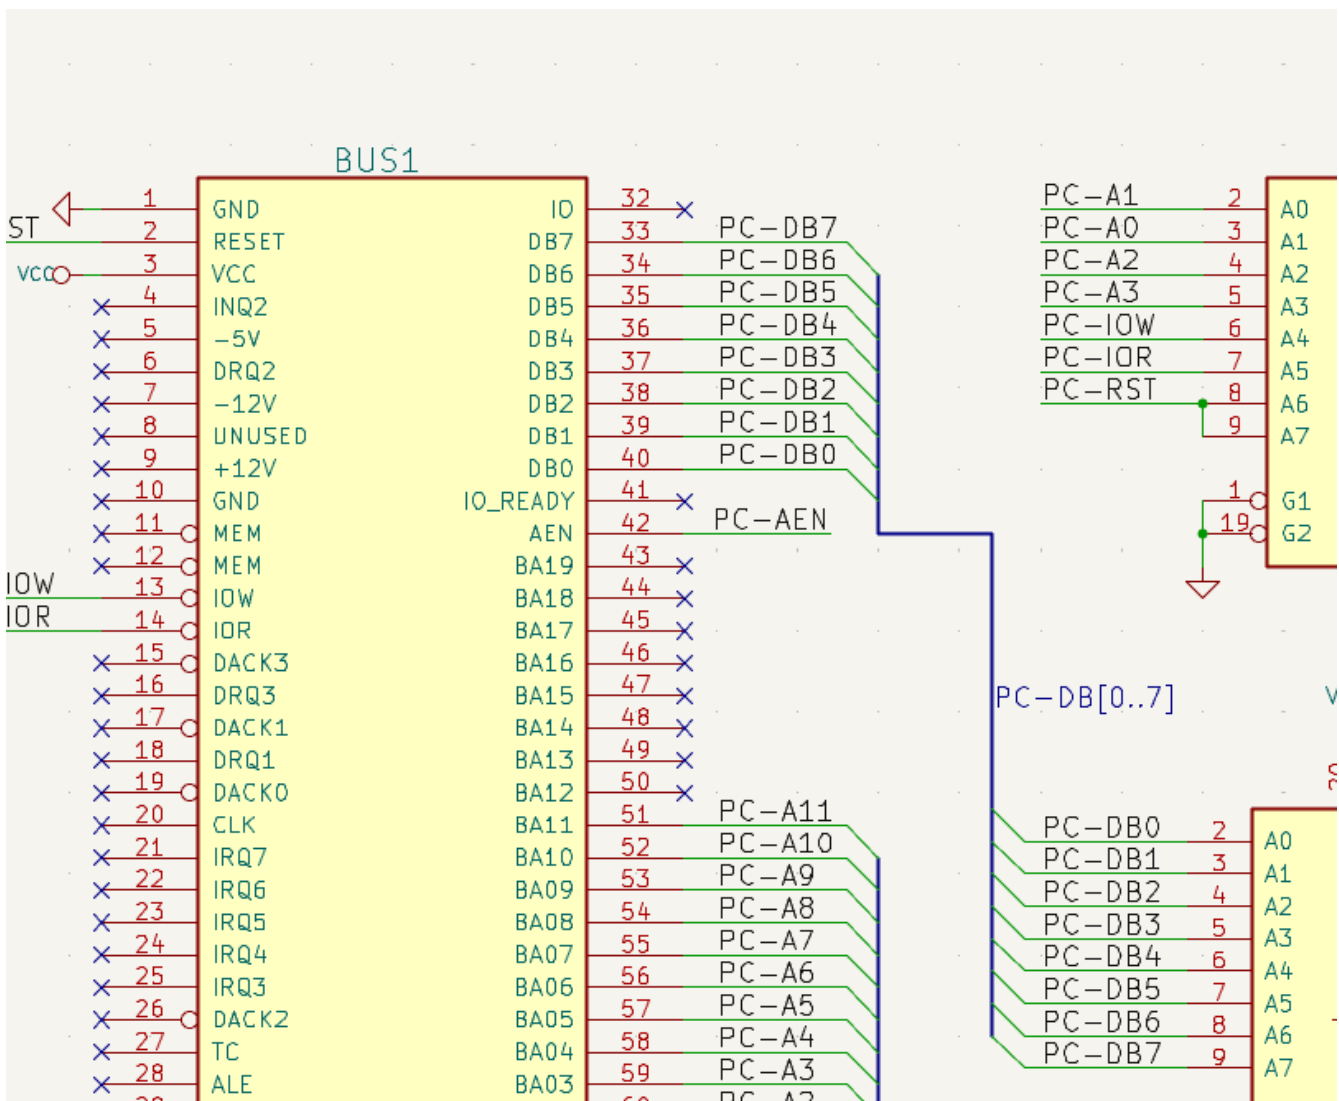 BUS1
1 GND IO 32 PC-A1 2 A0
ST 2 RESET DB7 33 PC-DB7 PC-A0 3 A1
VCC 3 VCC DB6 34 PC-DB6 PC-A2 4 A2
4 INQ2 DB5 35 PC-DB5 PC-A3 5 A3
5 -5V DB4 36 PC-DB4 PC-IOW 6 A4
6 DRQ2 DB3 37 PC-DB3 PC-IOR 7 A5
7 -12V DB2 38 PC-DB2 PC-RST 8 A6
8 UNUSED DB1 39 PC-DB1 9 A7
9 +12V DB0 40 PC-DB0
10 GND IO_READY 41 1 G1
11 MEM AEN 42 PC-AEN 19 G2
12 MEM BA19 43
IOW 13 IOW BA18 44
IOR 14 IOR BA17 45
15 DACK3 BA16 46
16 DRQ3 BA15 47 PC-DB[0..7] V
17 DACK1 BA14 48
18 DRQ1 BA13 49
19 DACK0 BA12 50
20 CLK BA11 51 PC-A11 PC-DB0 2 A0
21 IRQ7 BA10 52 PC-A10 PC-DB1 3 A1
22 IRQ6 BA09 53 PC-A9 PC-DB2 4 A2
23 IRQ5 BA08 54 PC-A8 PC-DB3 5 A3
24 IRQ4 BA07 55 PC-A7 PC-DB4 6 A4
25 IRQ3 BA06 56 PC-A6 PC-DB5 7 A5
26 DACK2 BA05 57 PC-A5 PC-DB6 8 A6
27 TC BA04 58 PC-A4 PC-DB7 9 A7
28 ALE BA03 59 PC-A3